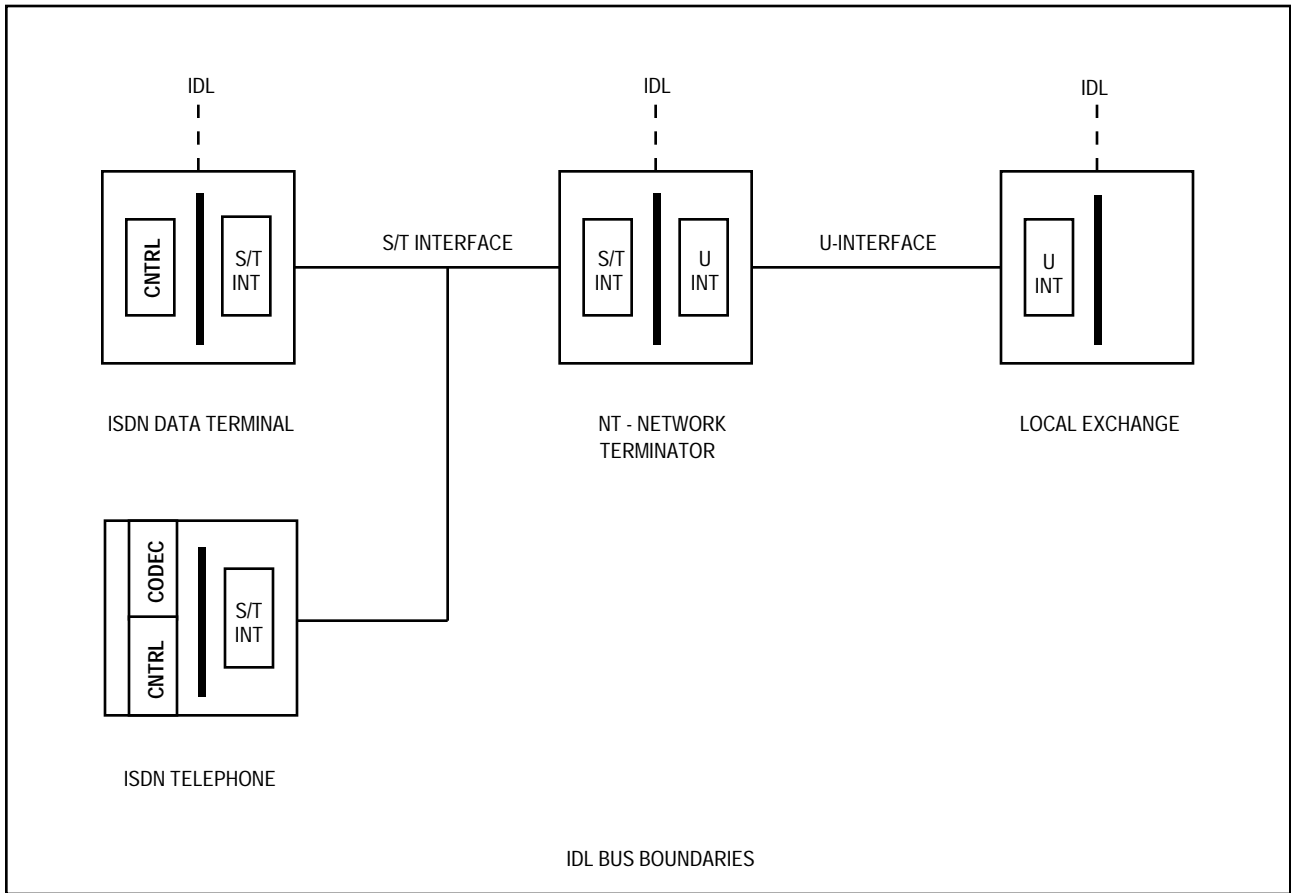 IDL
IDL
IDL
CNTRL
S/T
INT
S/T INTERFACE
S/T
INT
U
INT
U-INTERFACE
U
INT
ISDN DATA TERMINAL
NT - NETWORK
TERMINATOR
LOCAL EXCHANGE
CODEC
CNTRL
S/T
INT
ISDN TELEPHONE
IDL BUS BOUNDARIES